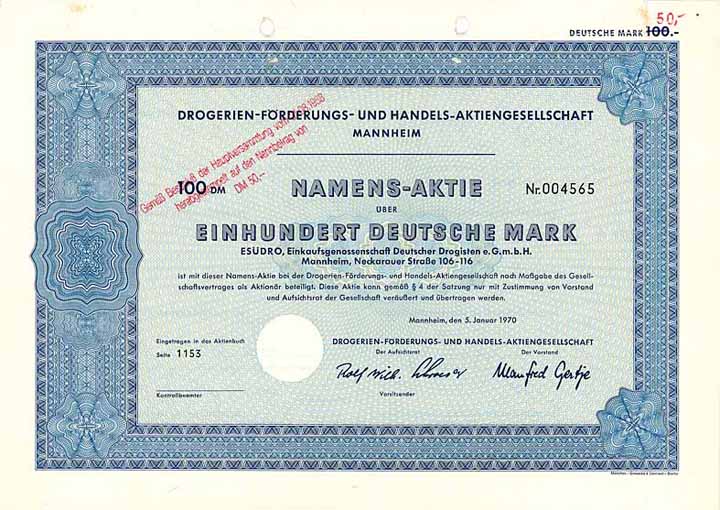 50,-
DEUTSCHE MARK 100.-
DROGERIEN-FÖRDERUNGS- UND HANDELS-AKTIENGESELLSCHAFT
MANNHEIM
Gemäß Beschluß der Hauptversammlung vom
herabgestempelt auf den Nennbetrag von
DM 50,-
100 DM
NAMENS-AKTIE
Nr. 004565
ÜBER
EINHUNDERT DEUTSCHE MARK
ESÜDRO, Einkaufsgenossenschaft Deutscher Drogisten e.G.m.b.H.
Mannheim, Neckarauer Straße 106-116
ist mit dieser Namens-Aktie bei der Drogerien-Förderungs- und Handels-Aktiengesellschaft nach Maßgabe des Gesell-
schaftsvertrages als Aktionär beteiligt. Diese Aktie kann gemäß § 4 der Satzung nur mit Zustimmung von Vorstand
und Aufsichtsrat der Gesellschaft veräußert und übertragen werden.
Mannheim, den 5. Januar 1970
Eingetragen in das Aktienbuch
DROGERIEN-FÖRDERUNGS- UND HANDELS-AKTIENGESELLSCHAFT
Seite 1153
Der Aufsichtsrat
Der Vorstand
Manfred Gertje
Kontrollbeamter
Vorsitzender